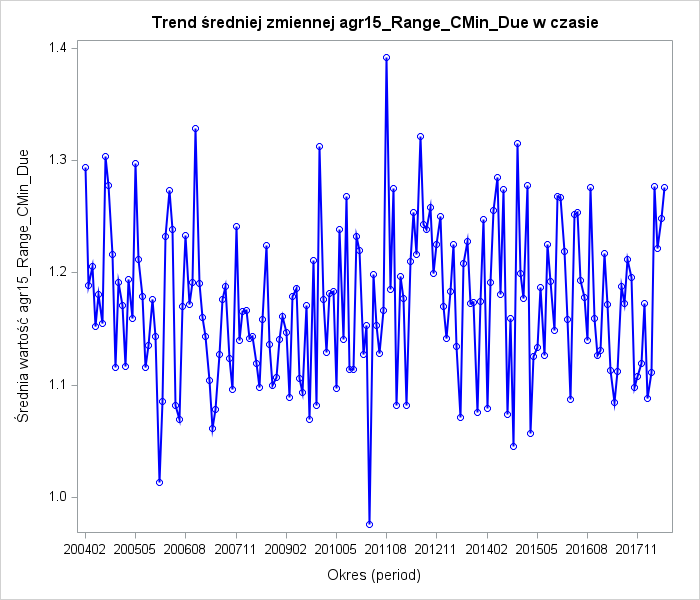 Trend średniej zmiennej agr15_Range_CMin_Due w czasie
Średnia wartość agr15_Range_CMin_Due
1.4
1.3
1.2
1.1
1.0
200402 200505 200608 200711 200902 201005 201108 201211 201402 201505 201608 201711
Okres (period)